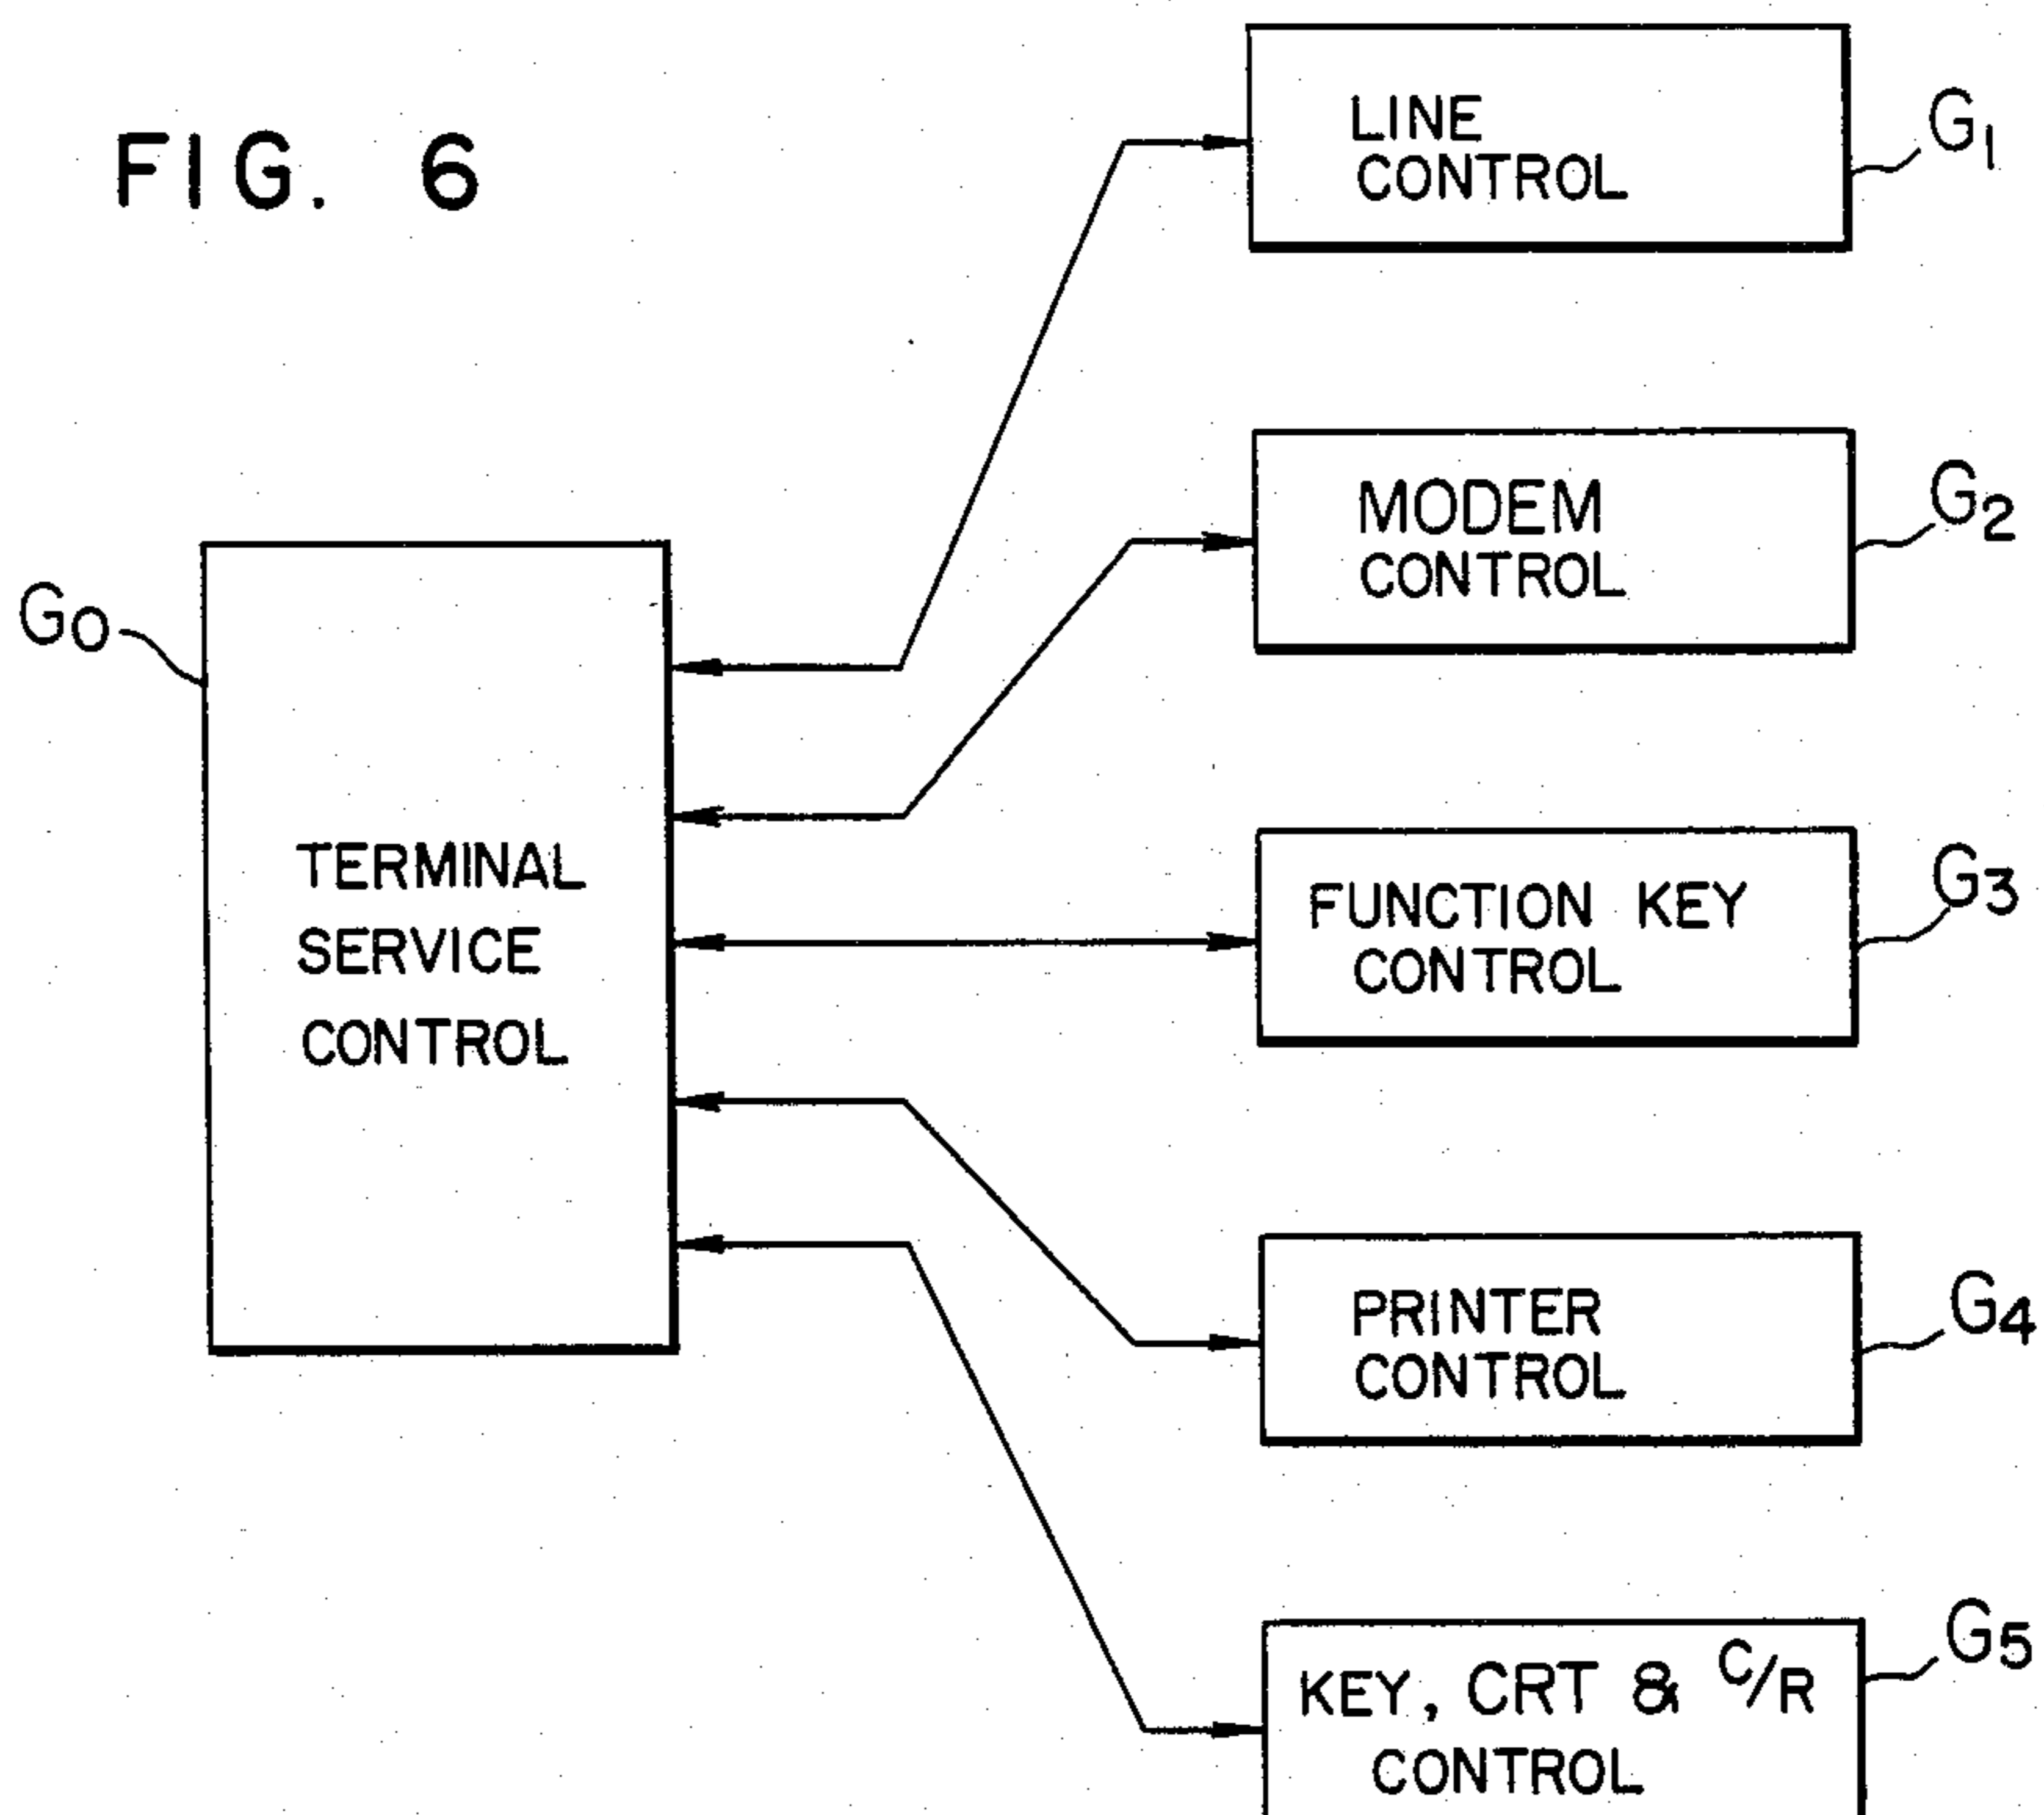 FIG. 6
LINE
CONTROL
G1
MODEM
CONTROL
G2
G0
TERMINAL
SERVICE
CONTROL
FUNCTION KEY
CONTROL
G3
PRINTER
CONTROL
G4
KEY, CRT & C/R
CONTROL
G5